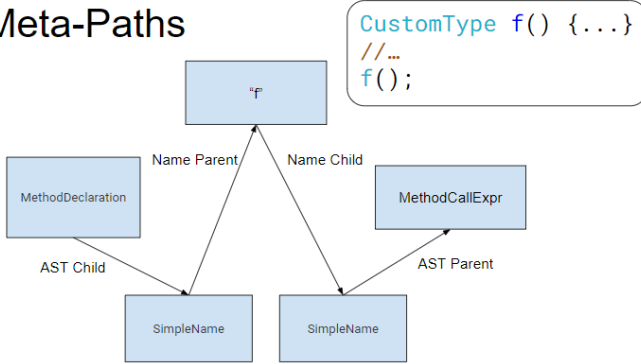 Meta-Paths
CustomType f() {...}
//…
f();
“f”
Name Parent
Name Child
MethodDeclaration
MethodCallExpr
AST Child
AST Parent
SimpleName
SimpleName